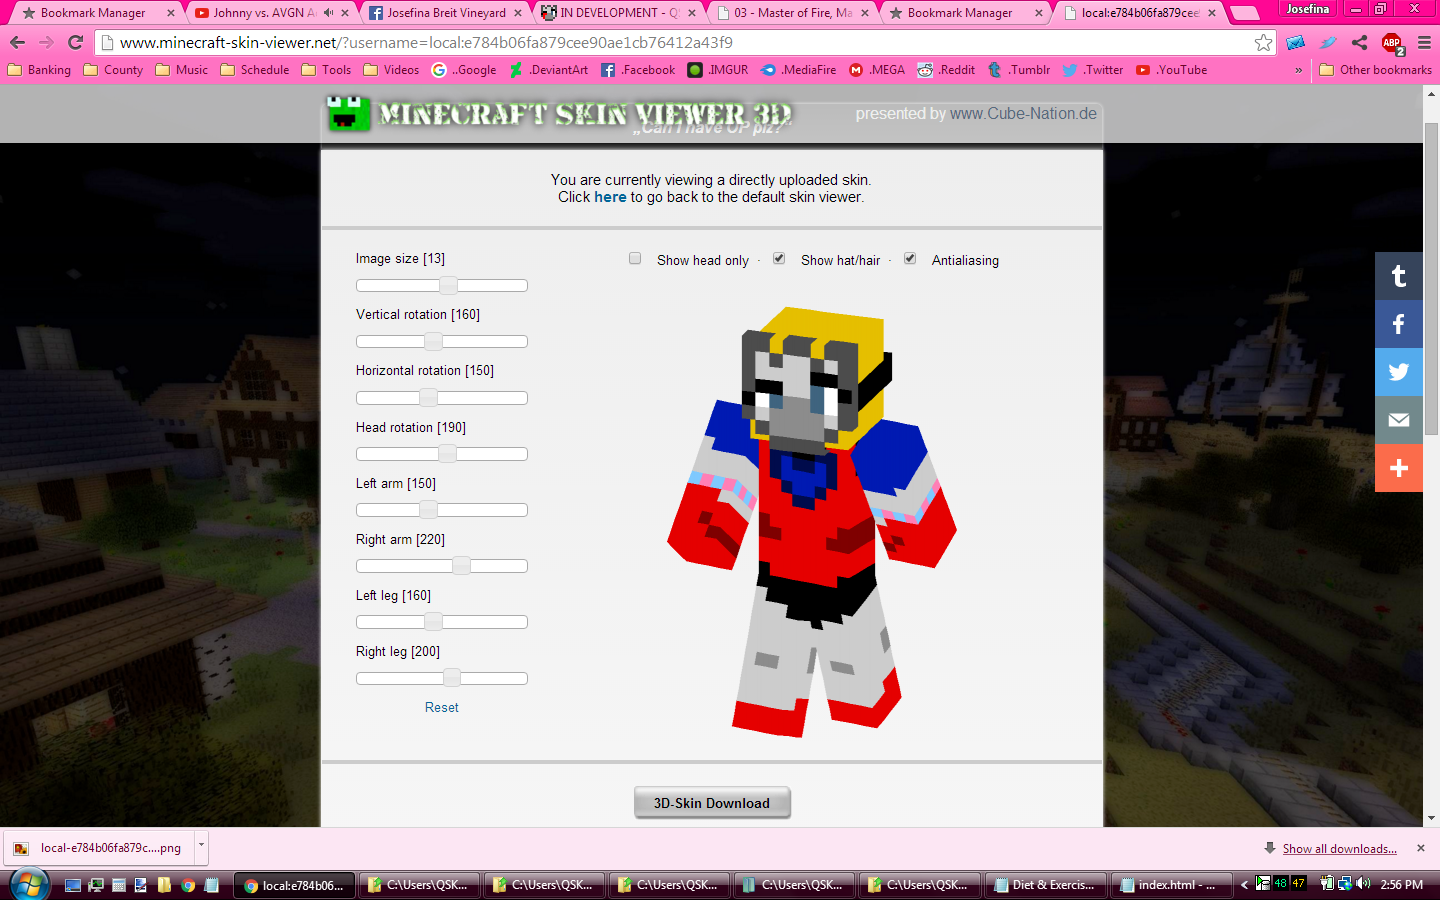 Bookmark Manager
Johnny vs. AVGN A
Josefina Breit Vineyard
IN DEVELOPMENT - QS
03 - Master of Fire, Ma
Bookmark Manager
local:e784b06fa879cee
Josefina
www.minecraft-skin-viewer.net/?username=local:e784b06fa879cee90ae1cb76412a43f9
ABP
2
Banking
County
Music
Schedule
Tools
Videos
..Google
.DeviantArt
.Facebook
.IMGUR
.MediaFire
.MEGA
.Reddit
.Tumblr
.Twitter
.YouTube
»
Other bookmarks
MINECRAFT SKIN VIEWER 3D
presented by www.Cube-Nation.de
„Can I have OP plz?"
You are currently viewing a directly uploaded skin.
Click here to go back to the default skin viewer.
Image size [13]
Show head only - Show hat/hair - Antialiasing
Vertical rotation [160]
Horizontal rotation [150]
Head rotation [190]
Left arm [150]
Right arm [220]
Left leg [160]
Right leg [200]
Reset
3D-Skin Download
local-e784b06fa879c....png
Show all downloads...
local:e784b06...
C:\Users\QSK...
C:\Users\QSK...
C:\Users\QSK...
C:\Users\QSK...
C:\Users\QSK...
Diet & Exercis...
index.html - ...
48
47
2:56 PM